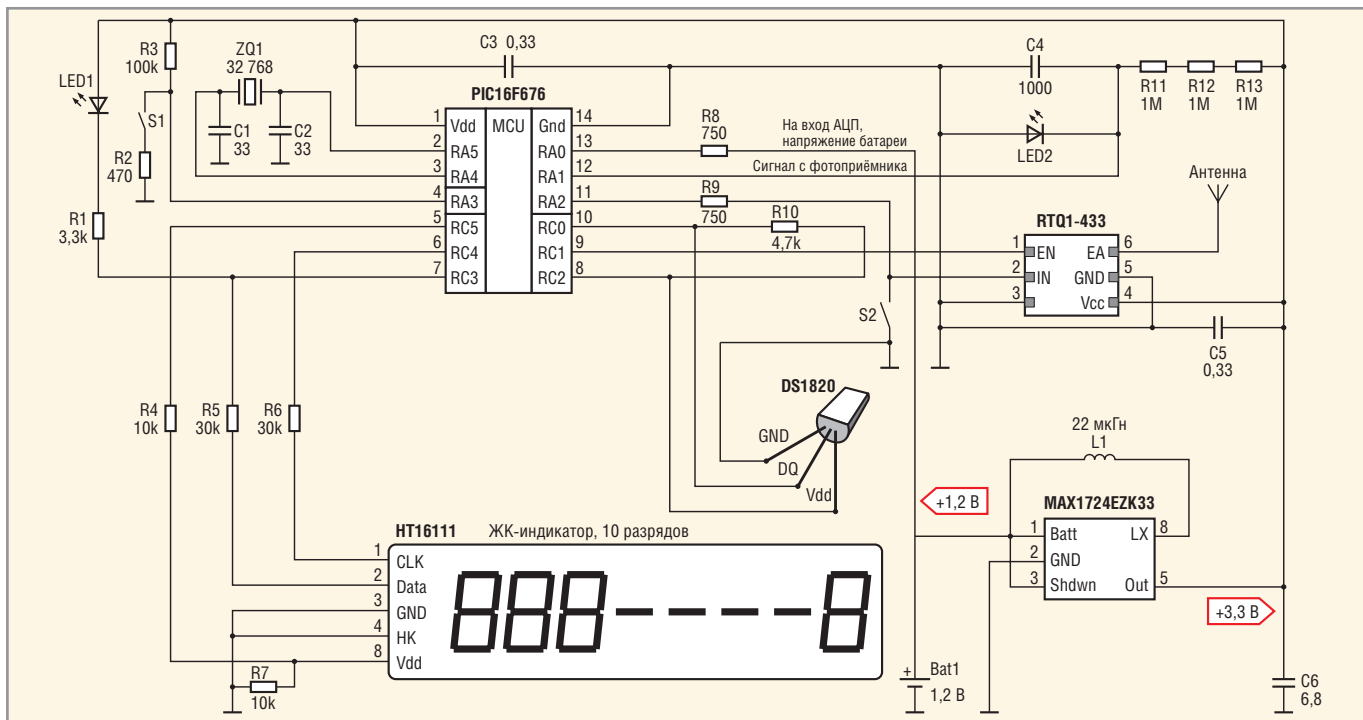 C3 0,33
C4
1000
R3
100k
ZQ1
32 768
LED1
S1
R2
470
C1
33
C2
33
R1
3,3k
PIC16F676
MCU
1 Vdd
2 RA5
3 RA4
4 RA3
5 RC5
6 RC4
7 RC3
Gnd 14
RA0 13
RA1 12
RA2 11
RC0 10
RC1 9
RC2 8
R8
750
На вход АЦП,
напряжение батареи
Сигнал с фотоприёмника
R9
750
R10
4,7k
LED2
R11
1M
R12
1M
R13
1M
Антенна
RTQ1-433
1 EN
2 IN
3
EA 6
GND 5
Vcc 4
S2
C5
0,33
DS1820
GND
DQ
Vdd
R4
10k
R5
30k
R6
30k
22 мкГн
L1
+1,2 В
MAX1724EZK33
1 Batt
2 GND
3 Shdwn
LX 8
Out 5
+3,3 В
HT16111
ЖК-индикатор, 10 разрядов
1 CLK
2 Data
3 GND
4 HK
8 Vdd
888————8
R7
10k
+
Bat1
1,2 В
C6
6,8